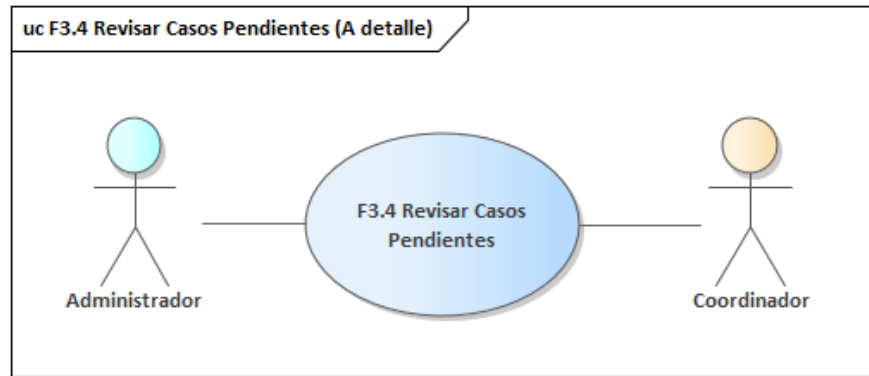 uc F3.4 Revisar Casos Pendientes (A detalle)
F3.4 Revisar Casos
Pendientes
Administrador
Coordinador